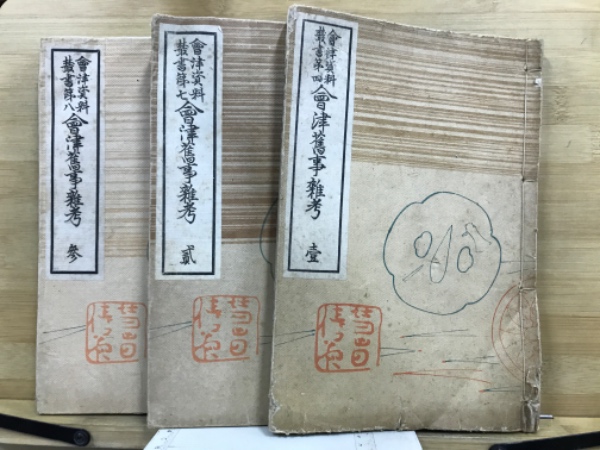 會津資料
叢書第四
會津舊事雜考
壹
會津資料
叢書第七
會津舊事雜考
貳
會津資料
叢書第八
會津舊事雜考
參